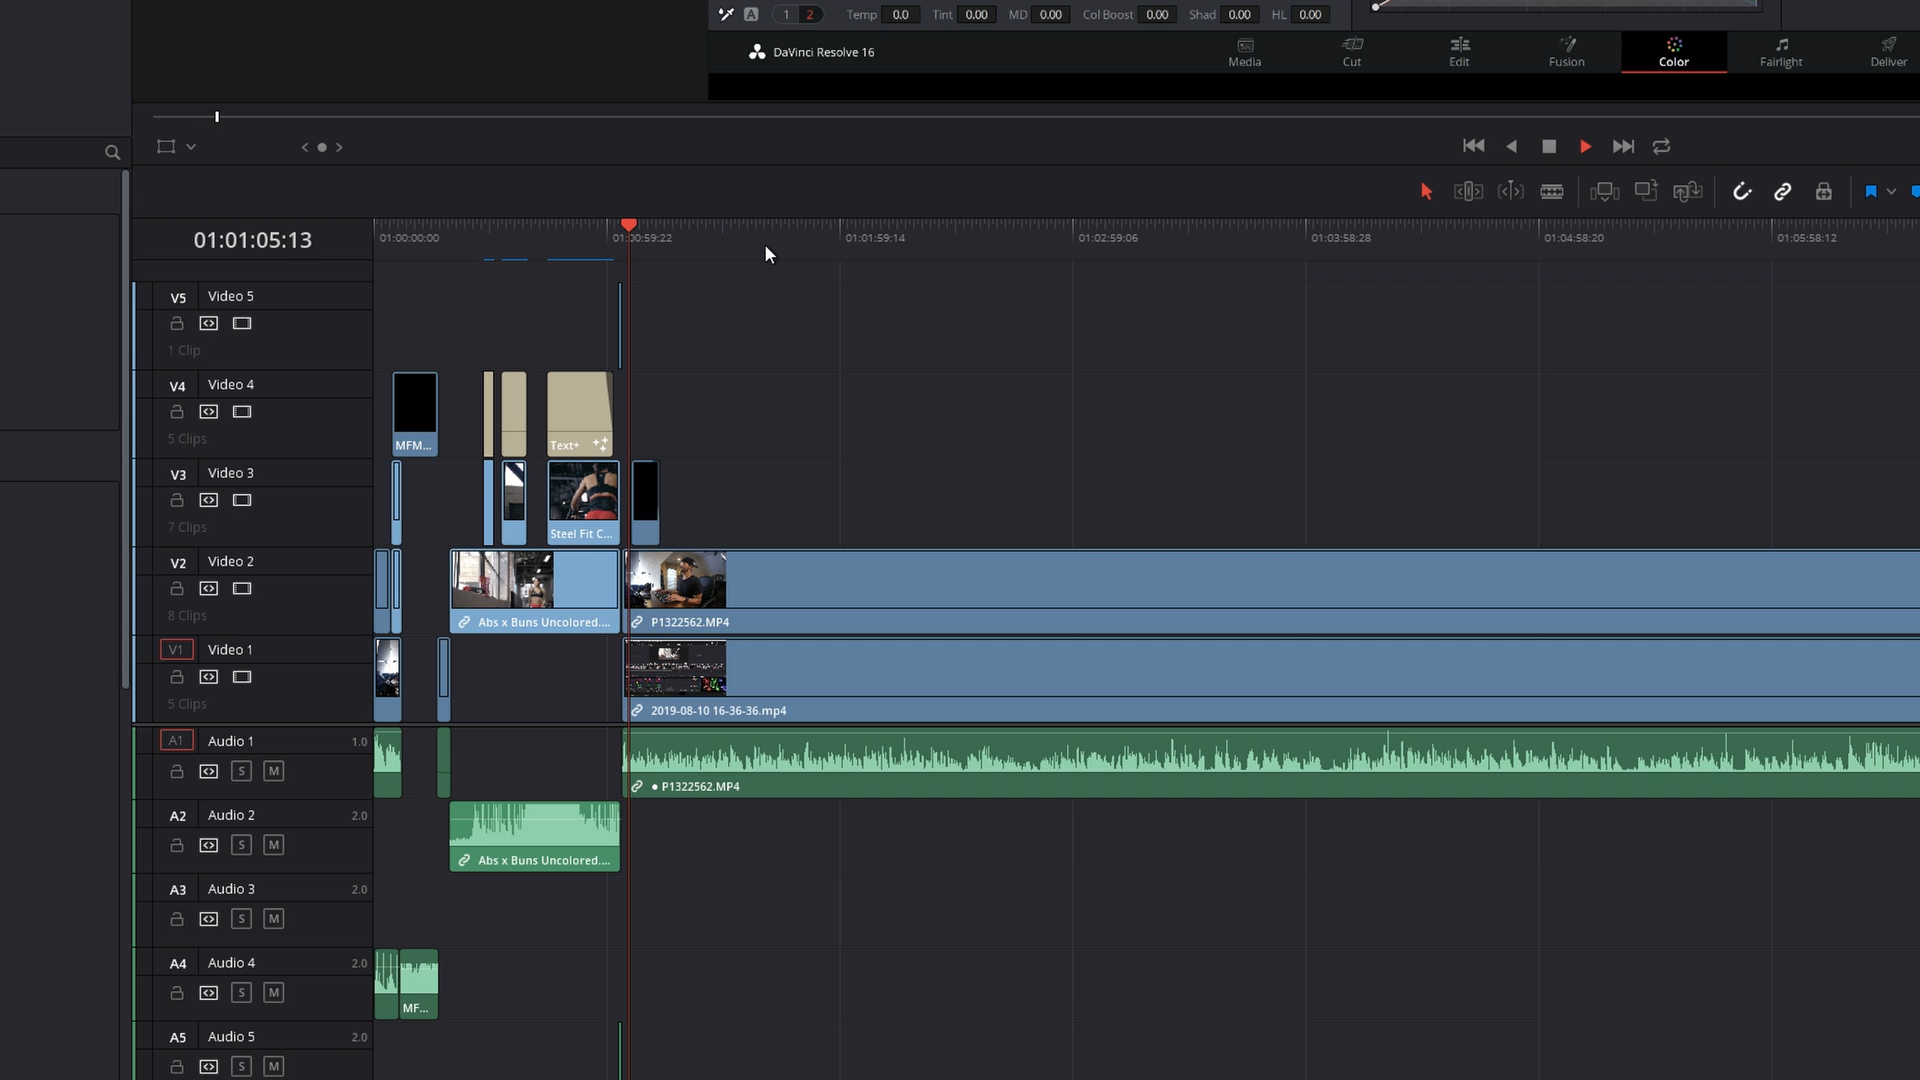 A 1 2 Temp 0.0 Tint 0.00 MD 0.00 Col Boost 0.00 Shad 0.00 HL 0.00
DaVinci Resolve 16 Media Cut Edit Fusion Color Fairlight Deliver
01:01:05:13 01:00:00:00 01:00:59:22 01:01:59:14 01:02:59:06 01:03:58:28 01:04:58:20 01:05:58:12
V5 Video 5
1 Clip
V4 Video 4
5 Clips
MFM... Text+
V3 Video 3
7 Clips
Steel Fit C...
V2 Video 2
8 Clips
Abs x Buns Uncolored.... P1322562.MP4
V1 Video 1
5 Clips
2019-08-10 16-36-36.mp4
A1 Audio 1 1.0
S M
P1322562.MP4
A2 Audio 2 2.0
S M
Abs x Buns Uncolored....
A3 Audio 3 2.0
S M
A4 Audio 4 2.0
S M
MF...
A5 Audio 5 2.0
S M